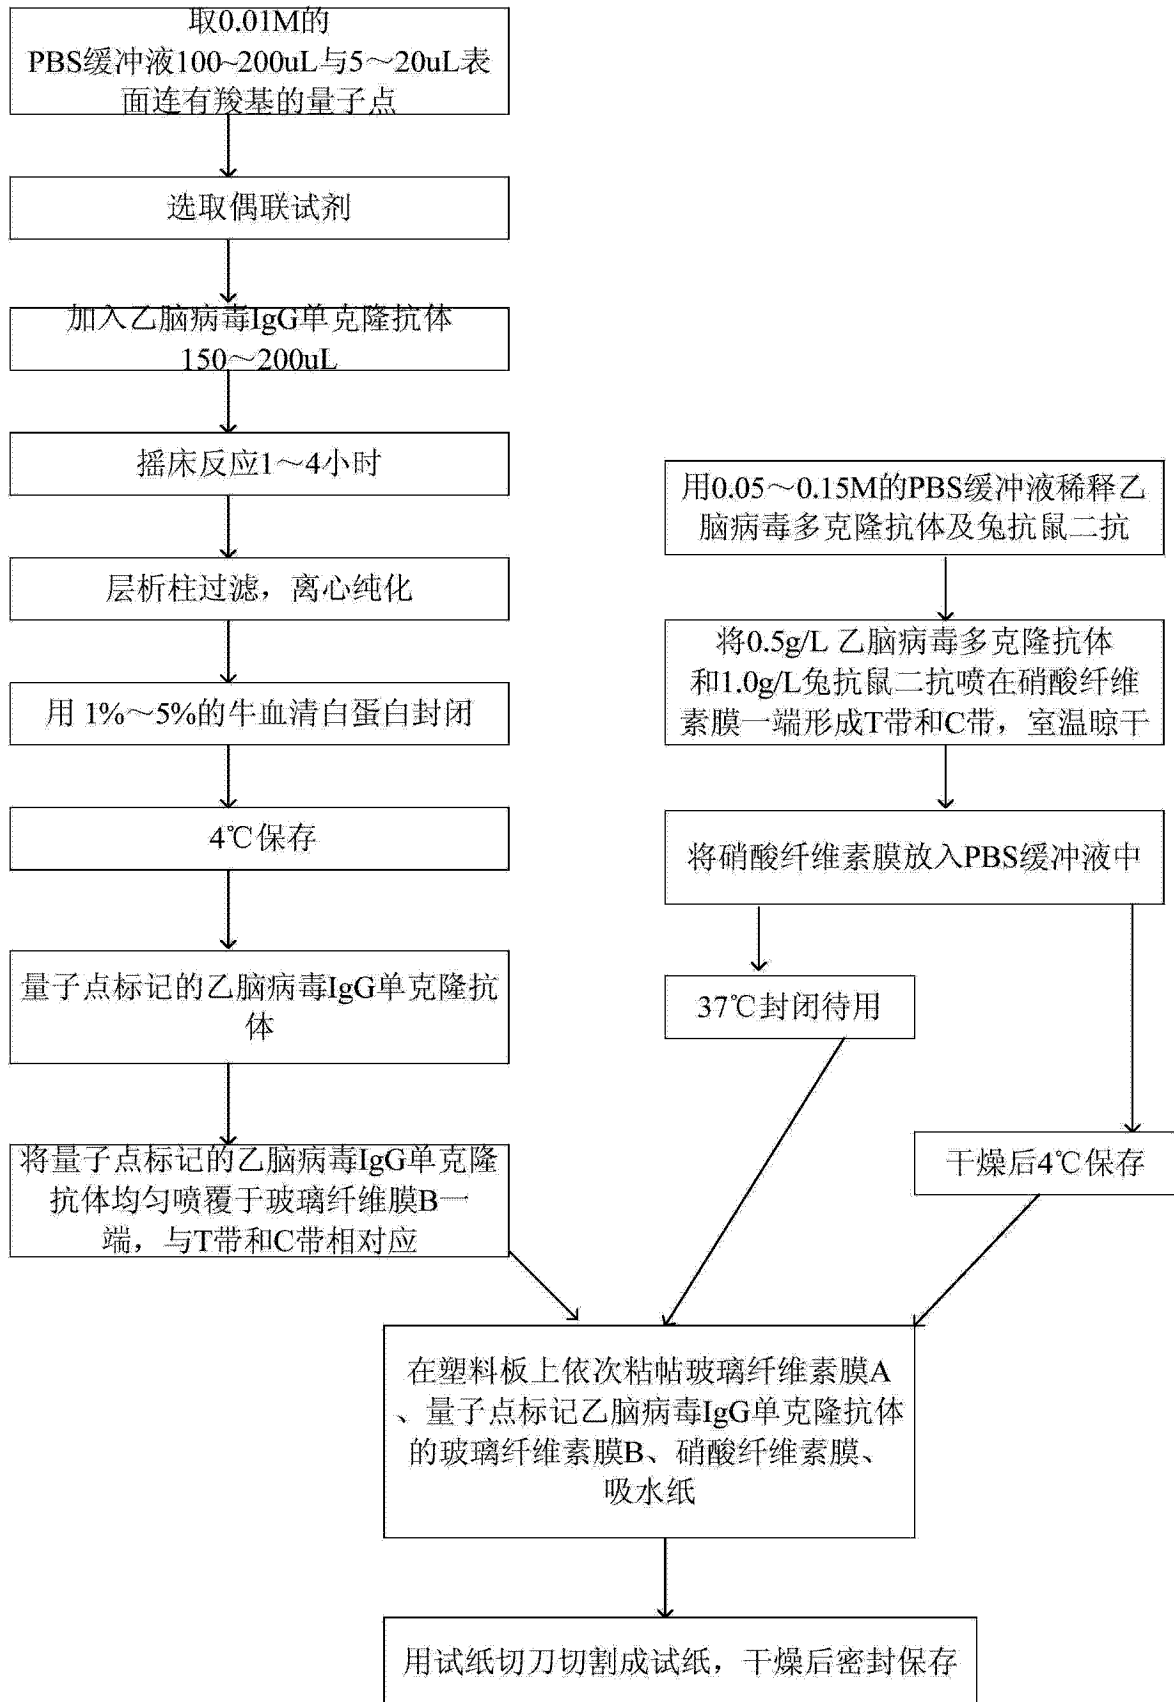 取0.01M的
PBS缓冲液100~200uL与5～20uL表
面连有羧基的量子点
选取偶联试剂
加入乙脑病毒IgG单克隆抗体
150～200uL
摇床反应1～4小时
层析柱过滤，离心纯化
用 1%～5%的牛血清白蛋白封闭
4℃保存
量子点标记的乙脑病毒IgG单克隆抗
体
将量子点标记的乙脑病毒IgG单克隆
抗体均匀喷覆于玻璃纤维膜B一
端，与T带和C带相对应
用0.05～0.15M的PBS缓冲液稀释乙
脑病毒多克隆抗体及兔抗鼠二抗
将0.5g/L 乙脑病毒多克隆抗体
和1.0g/L兔抗鼠二抗喷在硝酸纤维
素膜一端形成T带和C带，室温晾干
将硝酸纤维素膜放入PBS缓冲液中
37℃封闭待用
干燥后4℃保存
在塑料板上依次粘帖玻璃纤维素膜A
、量子点标记乙脑病毒IgG单克隆抗体
的玻璃纤维素膜B、硝酸纤维素膜、
吸水纸
用试纸切刀切割成试纸，干燥后密封保存